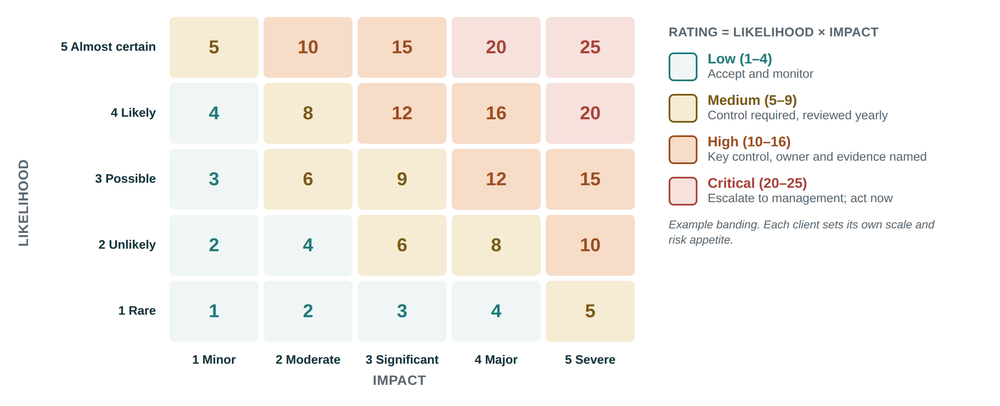 5 Almost certain 5 10 15 20 25
4 Likely 4 8 12 16 20
3 Possible 3 6 9 12 15
2 Unlikely 2 4 6 8 10
1 Rare 1 2 3 4 5
1 Minor 2 Moderate 3 Significant 4 Major 5 Severe
IMPACT
LIKELIHOOD
RATING = LIKELIHOOD × IMPACT
Low (1–4)
Accept and monitor
Medium (5–9)
Control required, reviewed yearly
High (10–16)
Key control, owner and evidence named
Critical (20–25)
Escalate to management; act now
Example banding. Each client sets its own scale and
risk appetite.